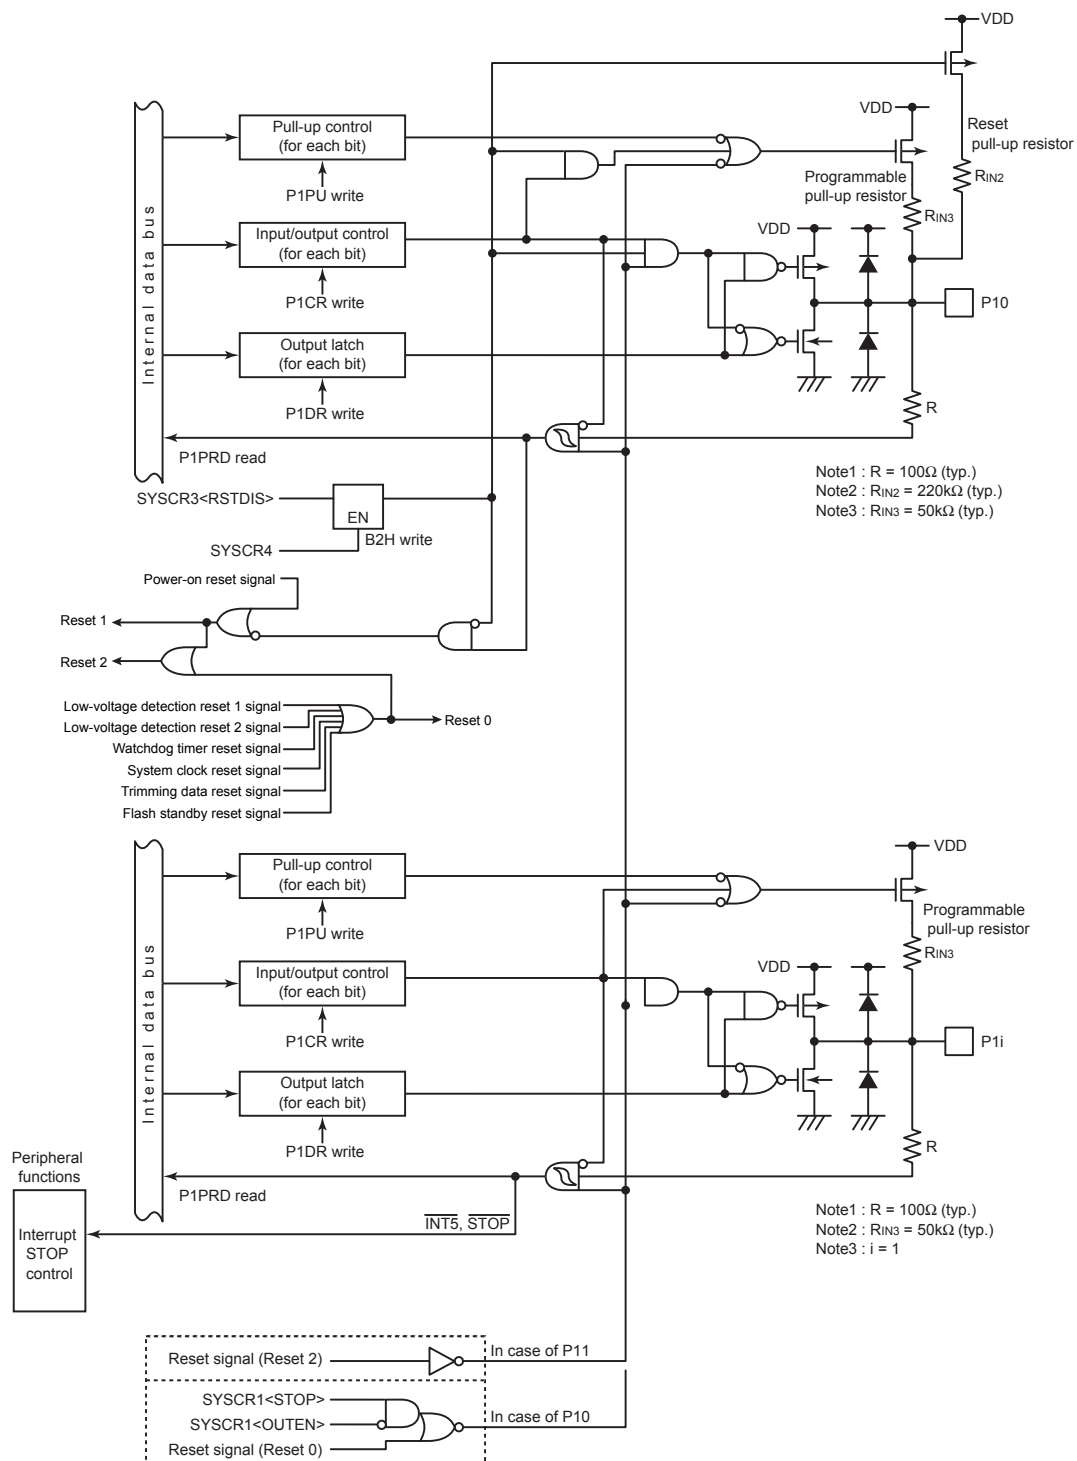 VDD
VDD
Reset
pull-up resistor
Pull-up control
(for each bit)
P1PU write
Programmable
pull-up resistor
RIN2
RIN3
Internal data bus
Input/output control
(for each bit)
P1CR write
VDD
P10
Output latch
(for each bit)
P1DR write
R
P1PRD read
Note1 : R = 100Ω (typ.)
Note2 : RIN2 = 220kΩ (typ.)
Note3 : RIN3 = 50kΩ (typ.)
SYSCR3<RSTDIS>
EN
B2H write
SYSCR4
Power-on reset signal
Reset 1
Reset 2
Low-voltage detection reset 1 signal
Low-voltage detection reset 2 signal
Reset 0
Watchdog timer reset signal
System clock reset signal
Trimming data reset signal
Flash standby reset signal
VDD
Pull-up control
(for each bit)
P1PU write
Programmable
pull-up resistor
RIN3
Internal data bus
Input/output control
(for each bit)
P1CR write
VDD
P1i
Output latch
(for each bit)
P1DR write
R
Peripheral
functions
P1PRD read
INT5, STOP
Interrupt
STOP
control
Note1 : R = 100Ω (typ.)
Note2 : RIN3 = 50kΩ (typ.)
Note3 : i = 1
Reset signal (Reset 2)
In case of P11
SYSCR1<STOP>
SYSCR1<OUTEN>
In case of P10
Reset signal (Reset 0)